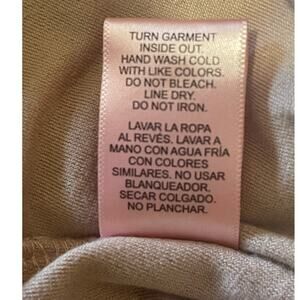 TURN GARMENT
INSIDE OUT.
HAND WASH COLD
WITH LIKE COLORS.
DO NOT BLEACH.
LINE DRY.
DO NOT IRON.
LAVAR LA ROPA
AL REVÉS. LAVAR A
MANO CON AGUA FRÍA
CON COLORES
SIMILARES. NO USAR
BLANQUEADOR.
SECAR COLGADO.
NO PLANCHAR.